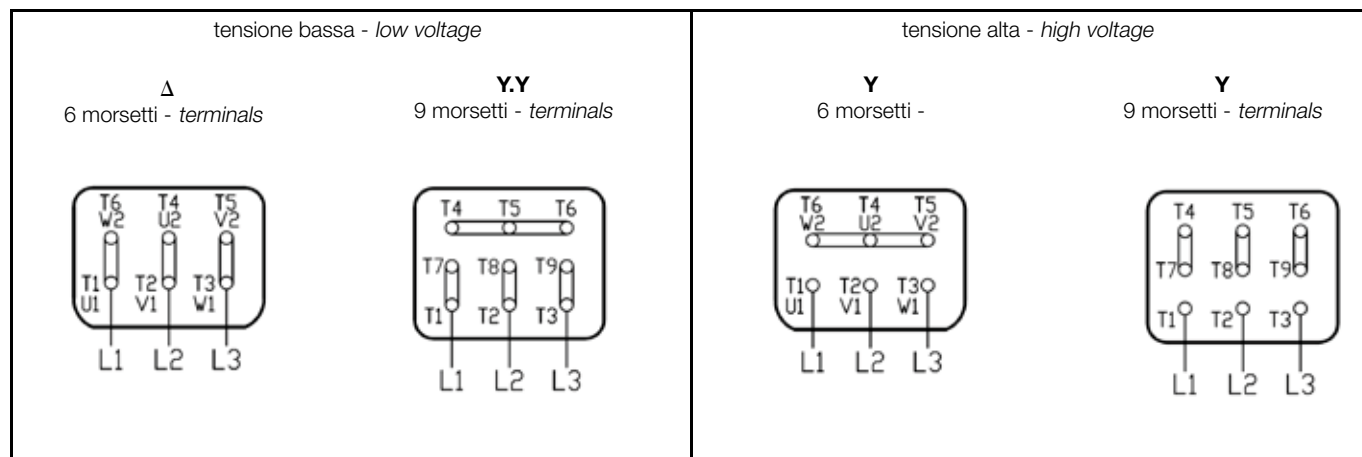 tensione bassa - low voltage
Δ
6 morsetti - terminals
T6 T4 T5
W2 U2 V2
T1 T2 T3
U1 V1 W1
L1 L2 L3
Y.Y
9 morsetti - terminals
T4 T5 T6
T7 T8 T9
T1 T2 T3
L1 L2 L3
tensione alta - high voltage
Y
6 morsetti -
T6 T4 T5
W2 U2 V2
T1 T2 T3
U1 V1 W1
L1 L2 L3
Y
9 morsetti - terminals
T4 T5 T6
T7 T8 T9
T1 T2 T3
L1 L2 L3